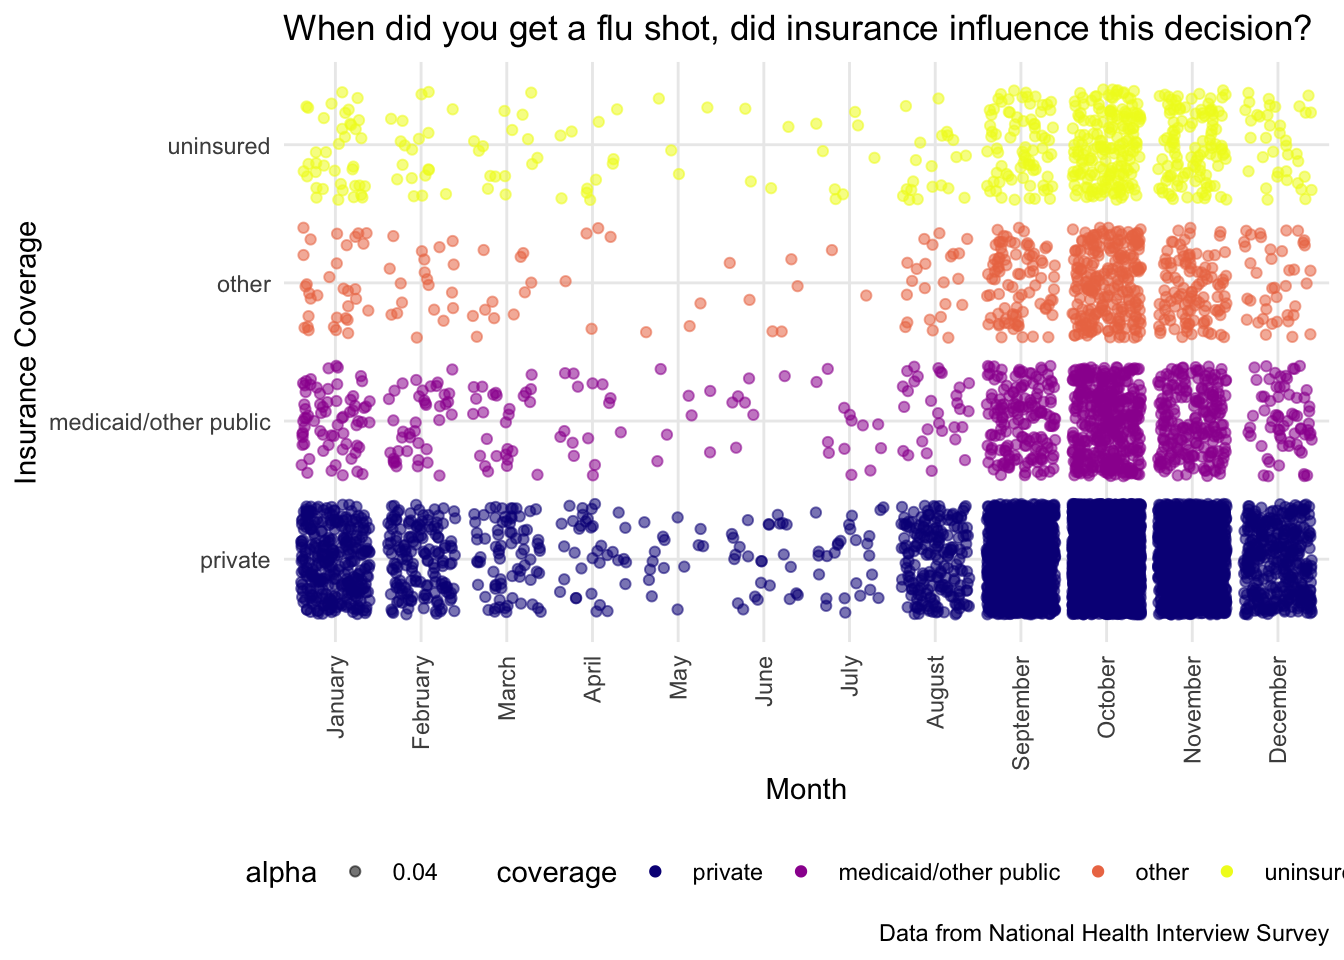 When did you get a flu shot, did insurance influence this decision?
Insurance Coverage
uninsured
other
medicaid/other public
private
January
February
March
April
May
June
July
August
September
October
November
December
Month
alpha 0.04 coverage private medicaid/other public other uninsure
Data from National Health Interview Survey